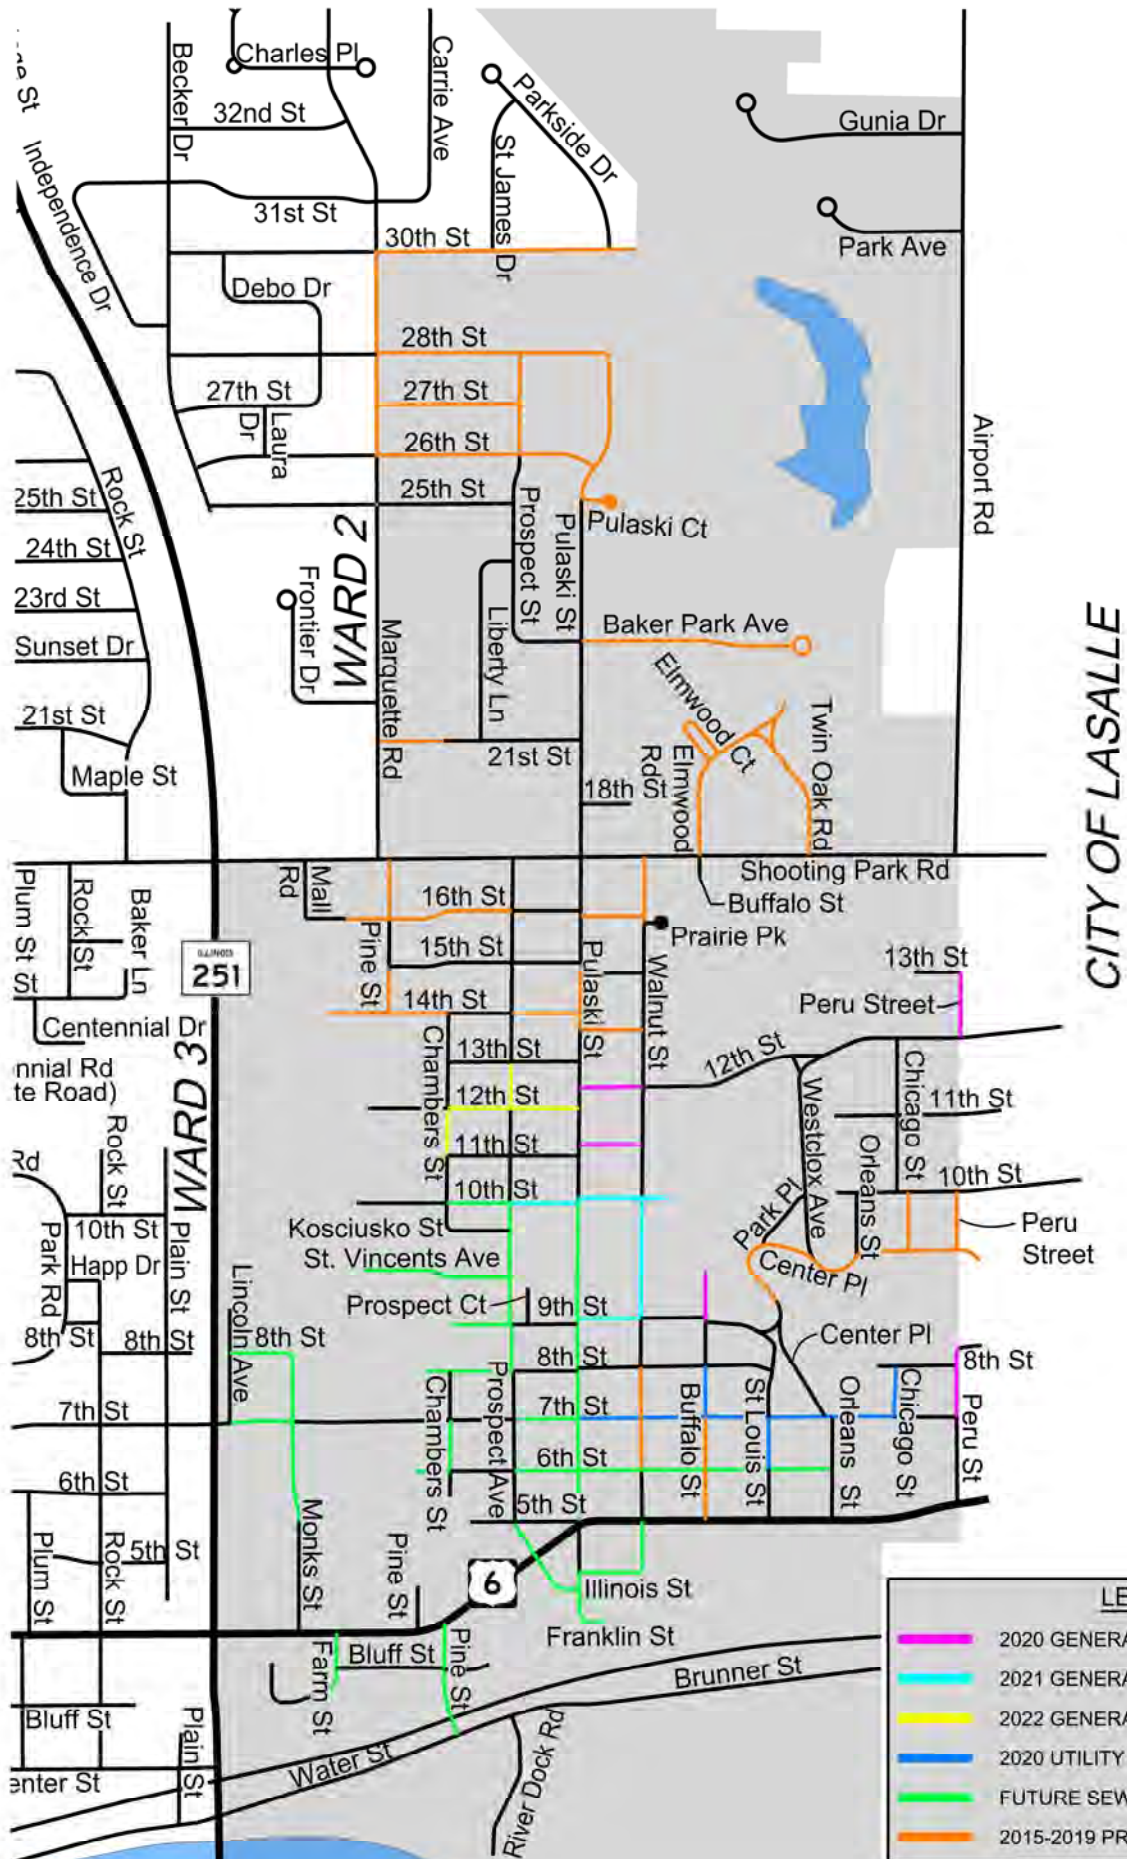 Charles Pl
Becker Dr
Carrie Ave
32nd St
Parkside Dr
Gunia Dr
St James Dr
Independence Dr
31st St
30th St
Park Ave
Debo Dr
28th St
27th St
27th St
Laura Dr
26th St
Airport Rd
Rock St
25th St
25th St
Prospect St
Pulaski St
Pulaski Ct
24th St
WARD 2
23rd St
Frontier Dr
Marquette Rd
Liberty Ln
Baker Park Ave
Sunset Dr
Elmwood Ct
CITY OF LASALLE
21st St
21st St
Twin Oak Rd
Maple St
18th St
Elmwood Rd
Shooting Park Rd
Plum St
Rock St
Baker Ln
Mall Rd
16th St
Buffalo St
Pine St
Prairie Pk
15th St
Pulaski St
Walnut St
13th St
251
St
14th St
Peru Street
Centennial Dr
Chambers St
13th St
12th St
nnial Rd
te Road)
WARD 3
12th St
Westclox Ave
Chicago St
11th St
Rock St
11th St
Orleans St
Rd
10th St
10th St
10th St
Park Pl
Peru
Street
Kosciusko St
St. Vincents Ave
Park Rd
Happ Dr
Plain St
Center Pl
Lincoln Ave
Prospect Ct
9th St
8th St
8th St
8th St
8th St
Center Pl
8th St
7th St
Chambers St
Prospect Ave
7th St
Buffalo St
St Louis St
Orleans St
Chicago St
Peru St
6th St
6th St
Monks St
5th St
Plum St
Rock St
5th St
Pine St
6
Illinois St
Franklin St
Farm St
Bluff St
Pine St
Brunner St
Bluff St
Plain St
Water St
enter St
River Dock Rd
LE
2020 GENERA
2021 GENERA
2022 GENERA
2020 UTILITY
FUTURE SEW
2015-2019 PR